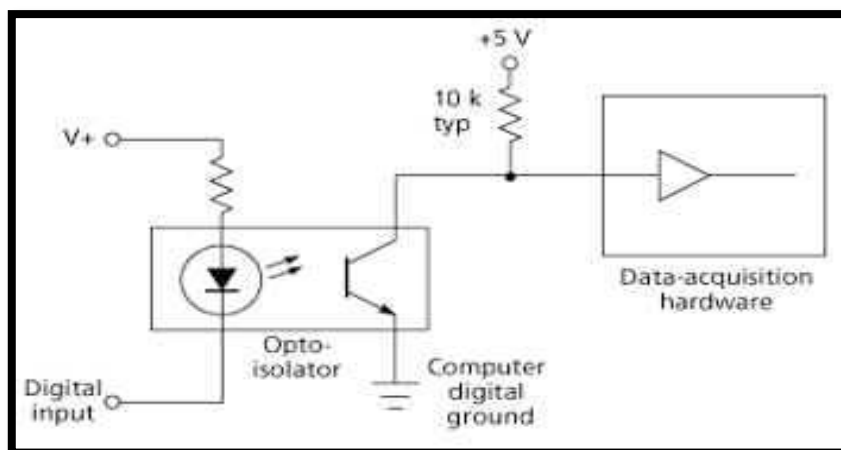 +5 V
10 k
typ
V+
Data-acquisition
hardware
Opto-
isolator
Computer
digital
ground
Digital
input